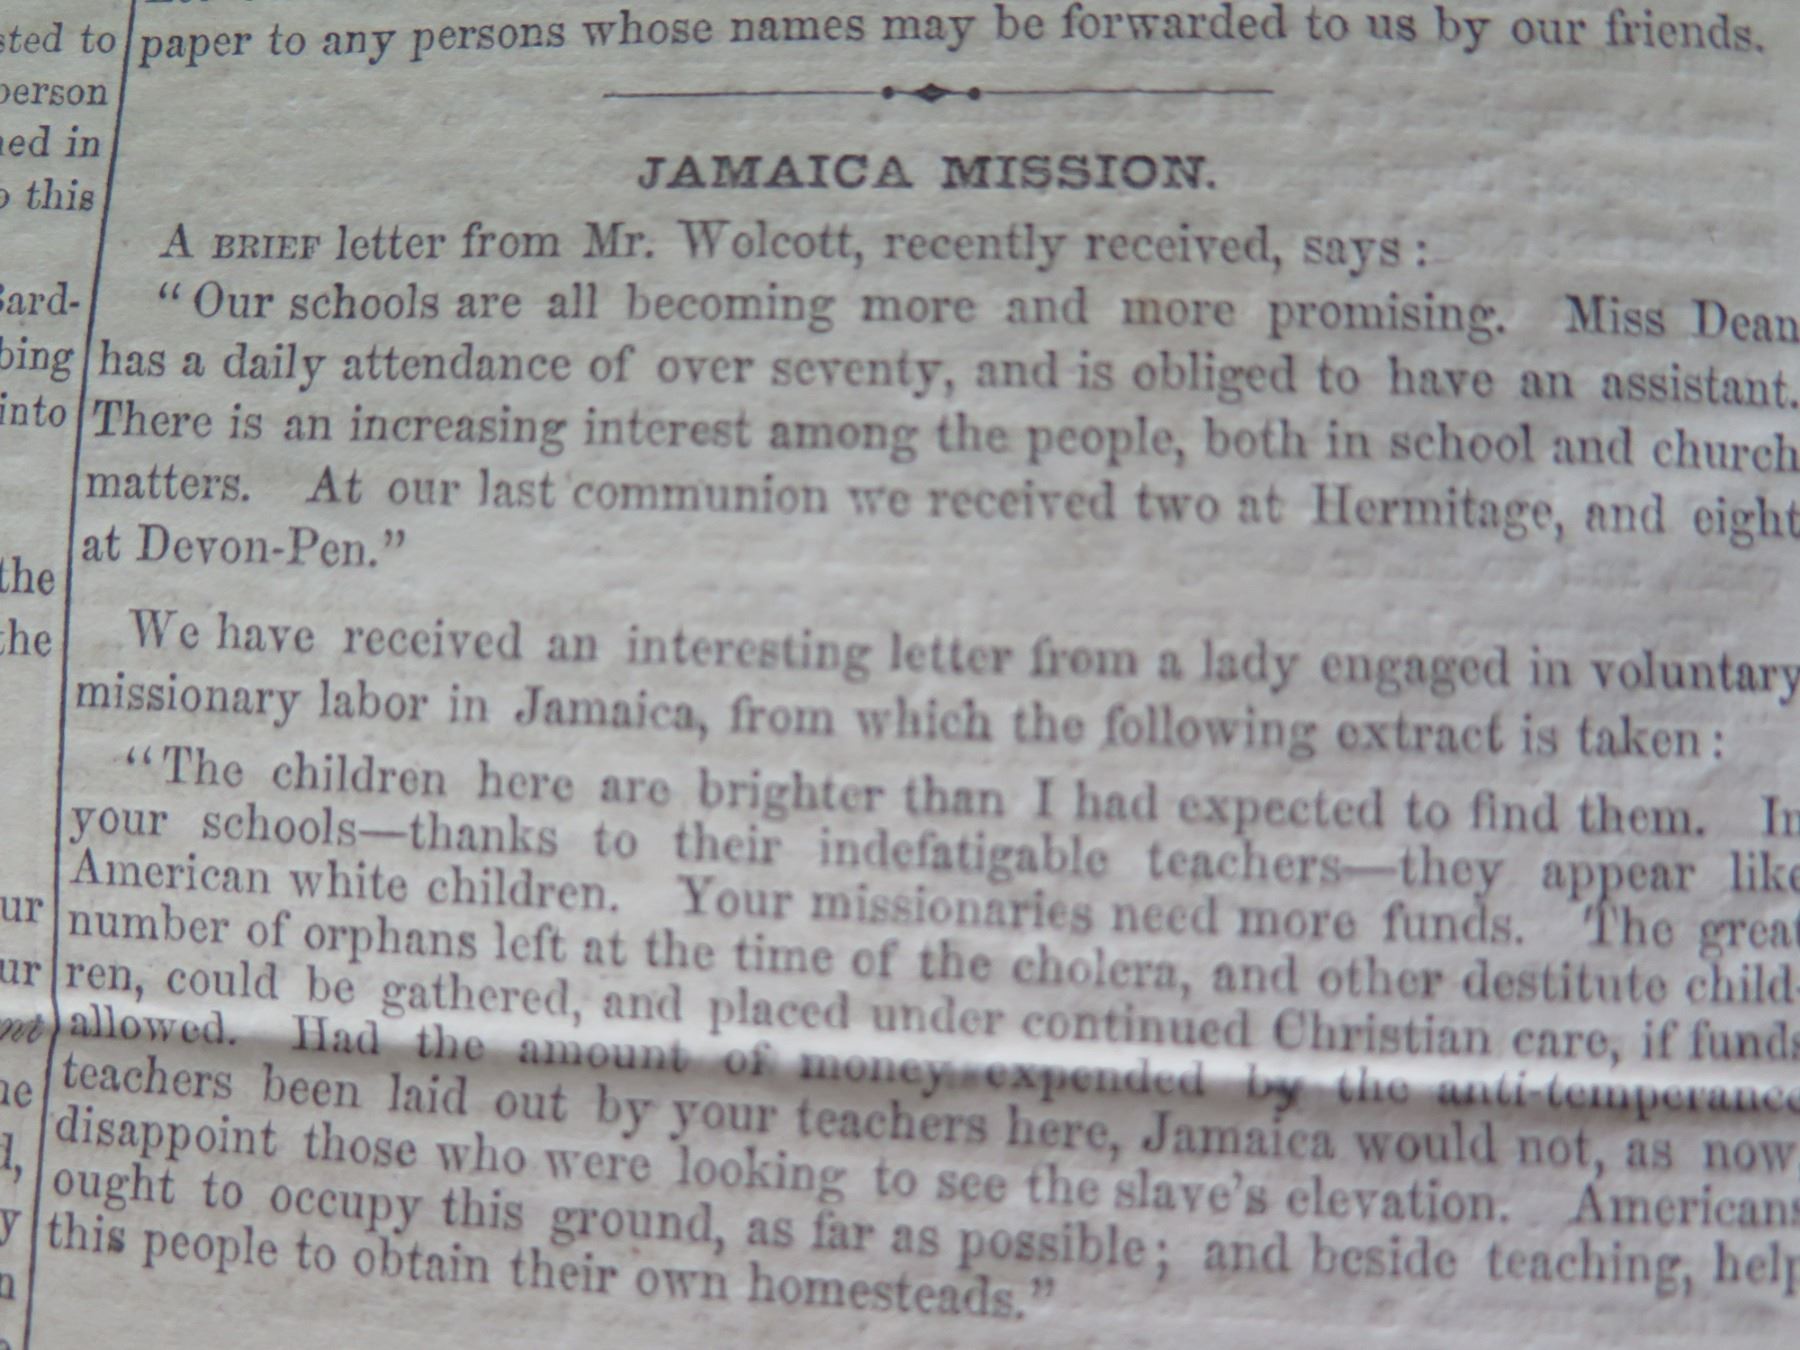 sted to
person
ned in
this
the
the
ur
ur
paper to any persons whose names may be forwarded to us by our friends.
JAMAICA MISSION.
A BRIEF letter from Mr. Wolcott, recently received, says :
“Our schools are all becoming more and more promising. Miss Dean
has a daily attendance of over seventy, and is obliged to have an assistant.
There is an increasing interest among the people, both in school and church
matters. At our last communion we received two at Hermitage, and eight
at Devon-Pen.”
We have received an interesting letter from a lady engaged in voluntary
missionary labor in Jamaica, from which the following extract is taken :
“The children here are brighter than I had expected to find them. In
your schools—thanks to their indefatigable teachers—they appear like
American white children. Your missionaries need more funds. The great
number of orphans left at the time of the cholera, and other destitute child-
ren, could be gathered, and placed under continued Christian care, if funds
allowed. Had the amount of money expended by the anti-temperance
teachers been laid out by your teachers here, Jamaica would not, as now,
disappoint those who were looking to see the slave's elevation. Americans
ought to occupy this ground, as far as possible; and beside teaching, help
this people to obtain their own homesteads.”